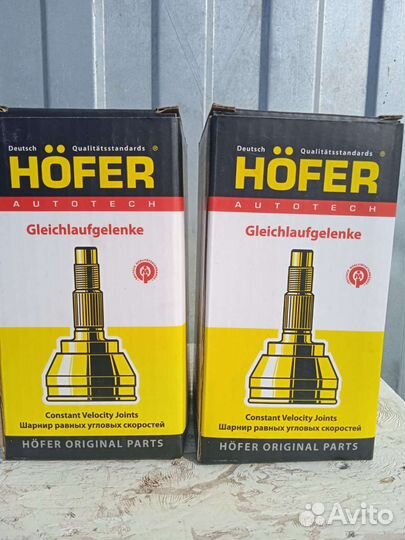 Deutsch Qualitätsstandards ®
HÖFER
AUTOTECH
Gleichlaufgelenke
Constant Velocity Joints
Шарнир равных угловых скоростей
HÖFER ORIGINAL PARTS
Deutsch Qualitätsstandards ®
HÖFER
AUTOTECH
Gleichlaufgelenke
Constant Velocity Joints
Шарнир равных угловых скоростей
HÖFER ORIGINAL PARTS
Avito